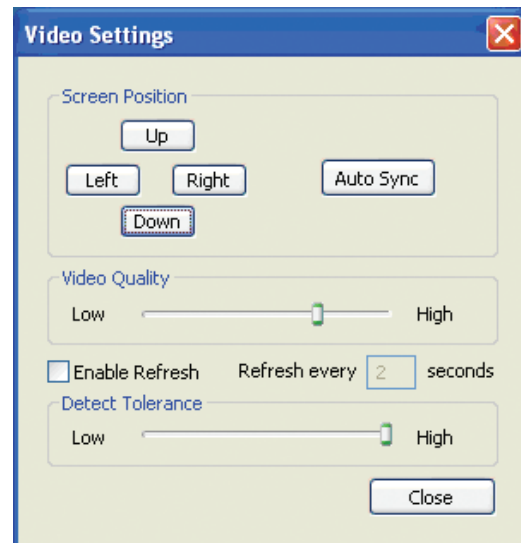 Video Settings
Screen Position
Up
Left Right Auto Sync
Down
Video Quality
Low High
Enable Refresh Refresh every 2 seconds
Detect Tolerance
Low High
Close